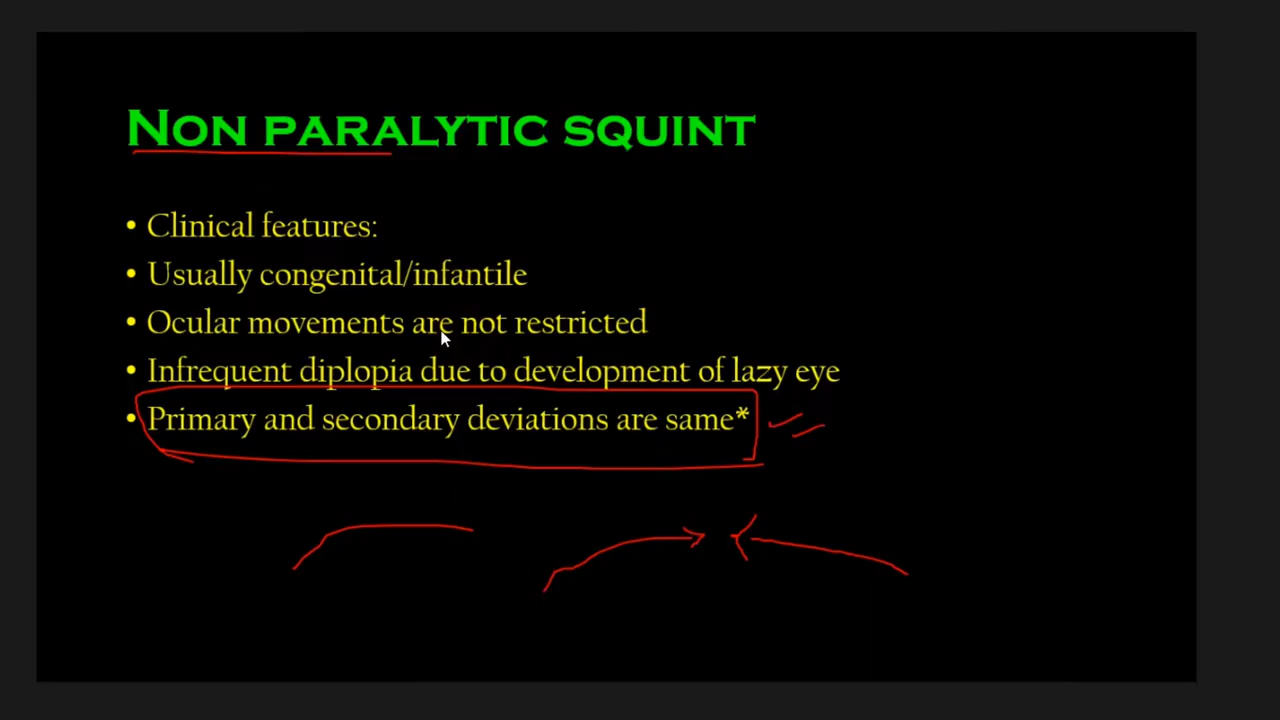 NON PARALYTIC SQUINT
• Clinical features:
• Usually congenital/infantile
• Ocular movements are not restricted
• Infrequent diplopia due to development of lazy eye
• Primary and secondary deviations are same*